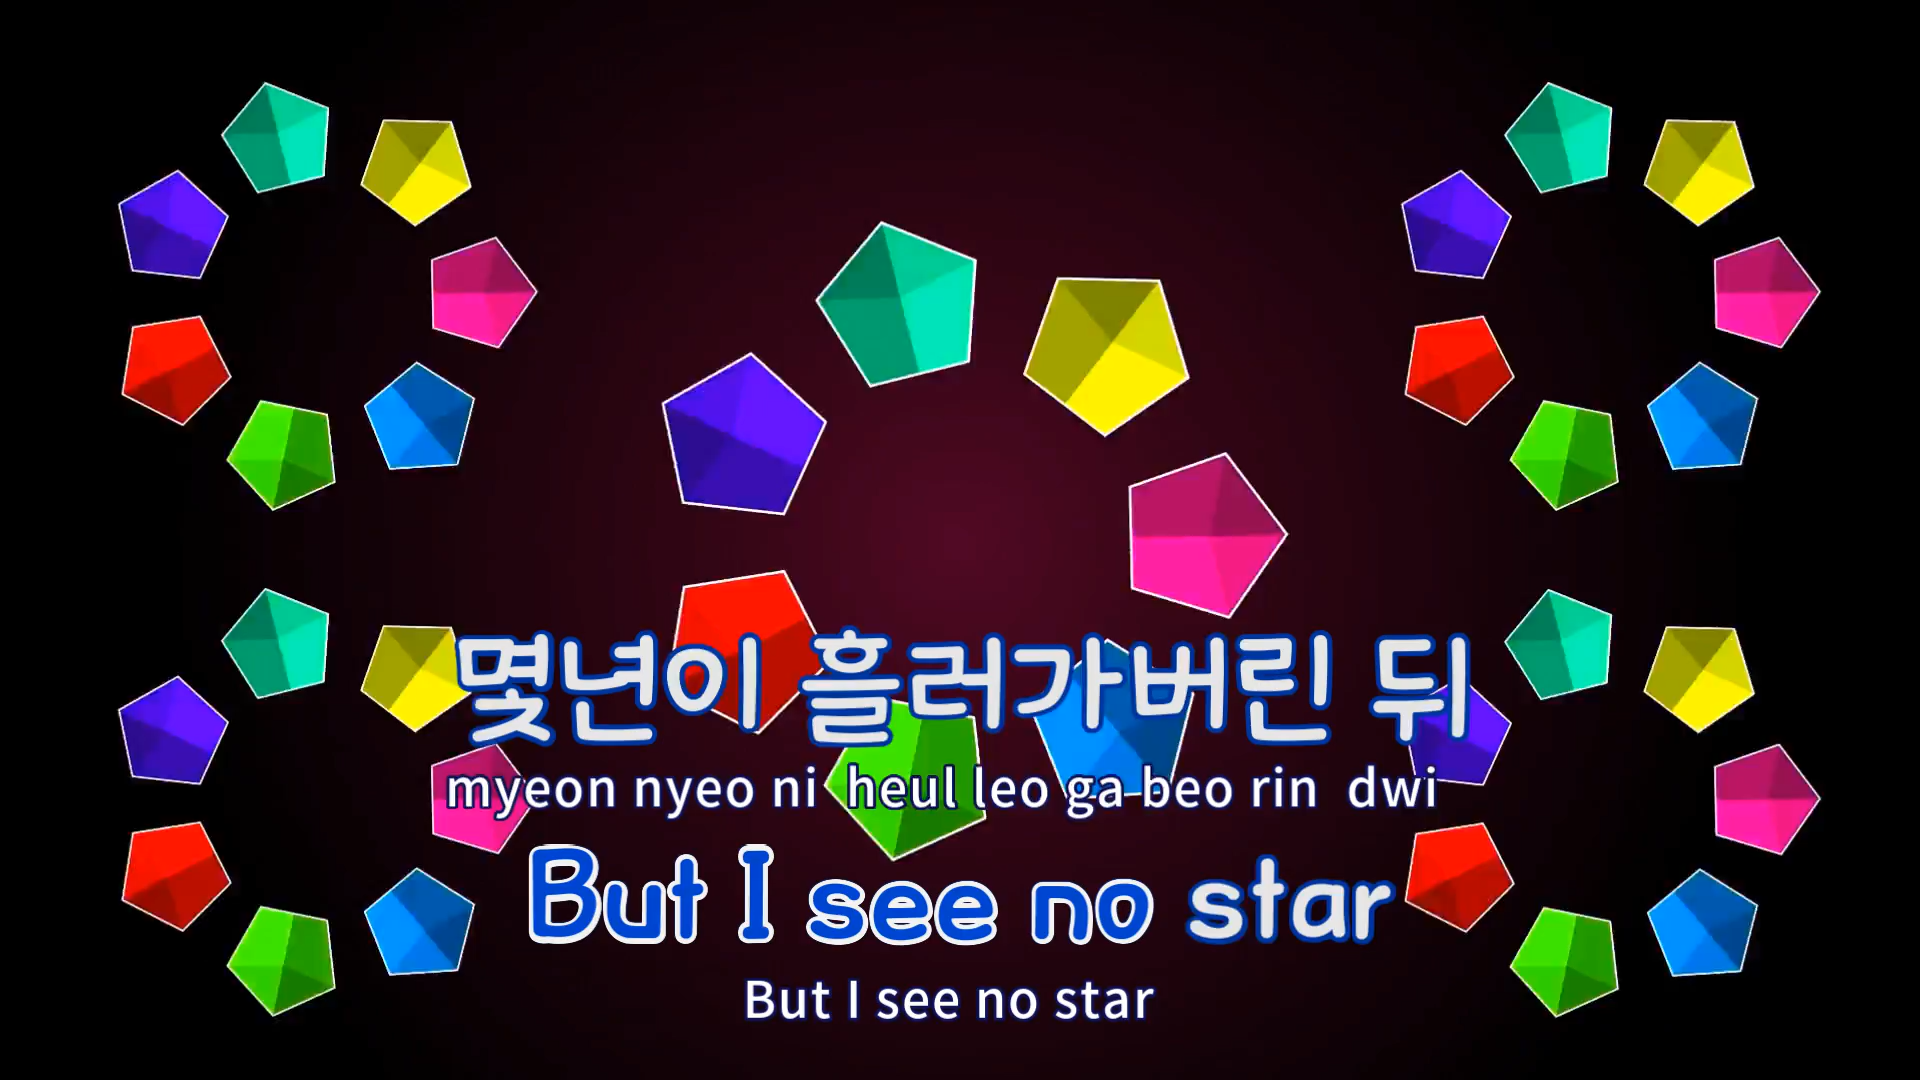 몇년이 흘러가버린 뒤
myeon nyeo ni heul leo ga beo rin dwi
But I see no star
But I see no star